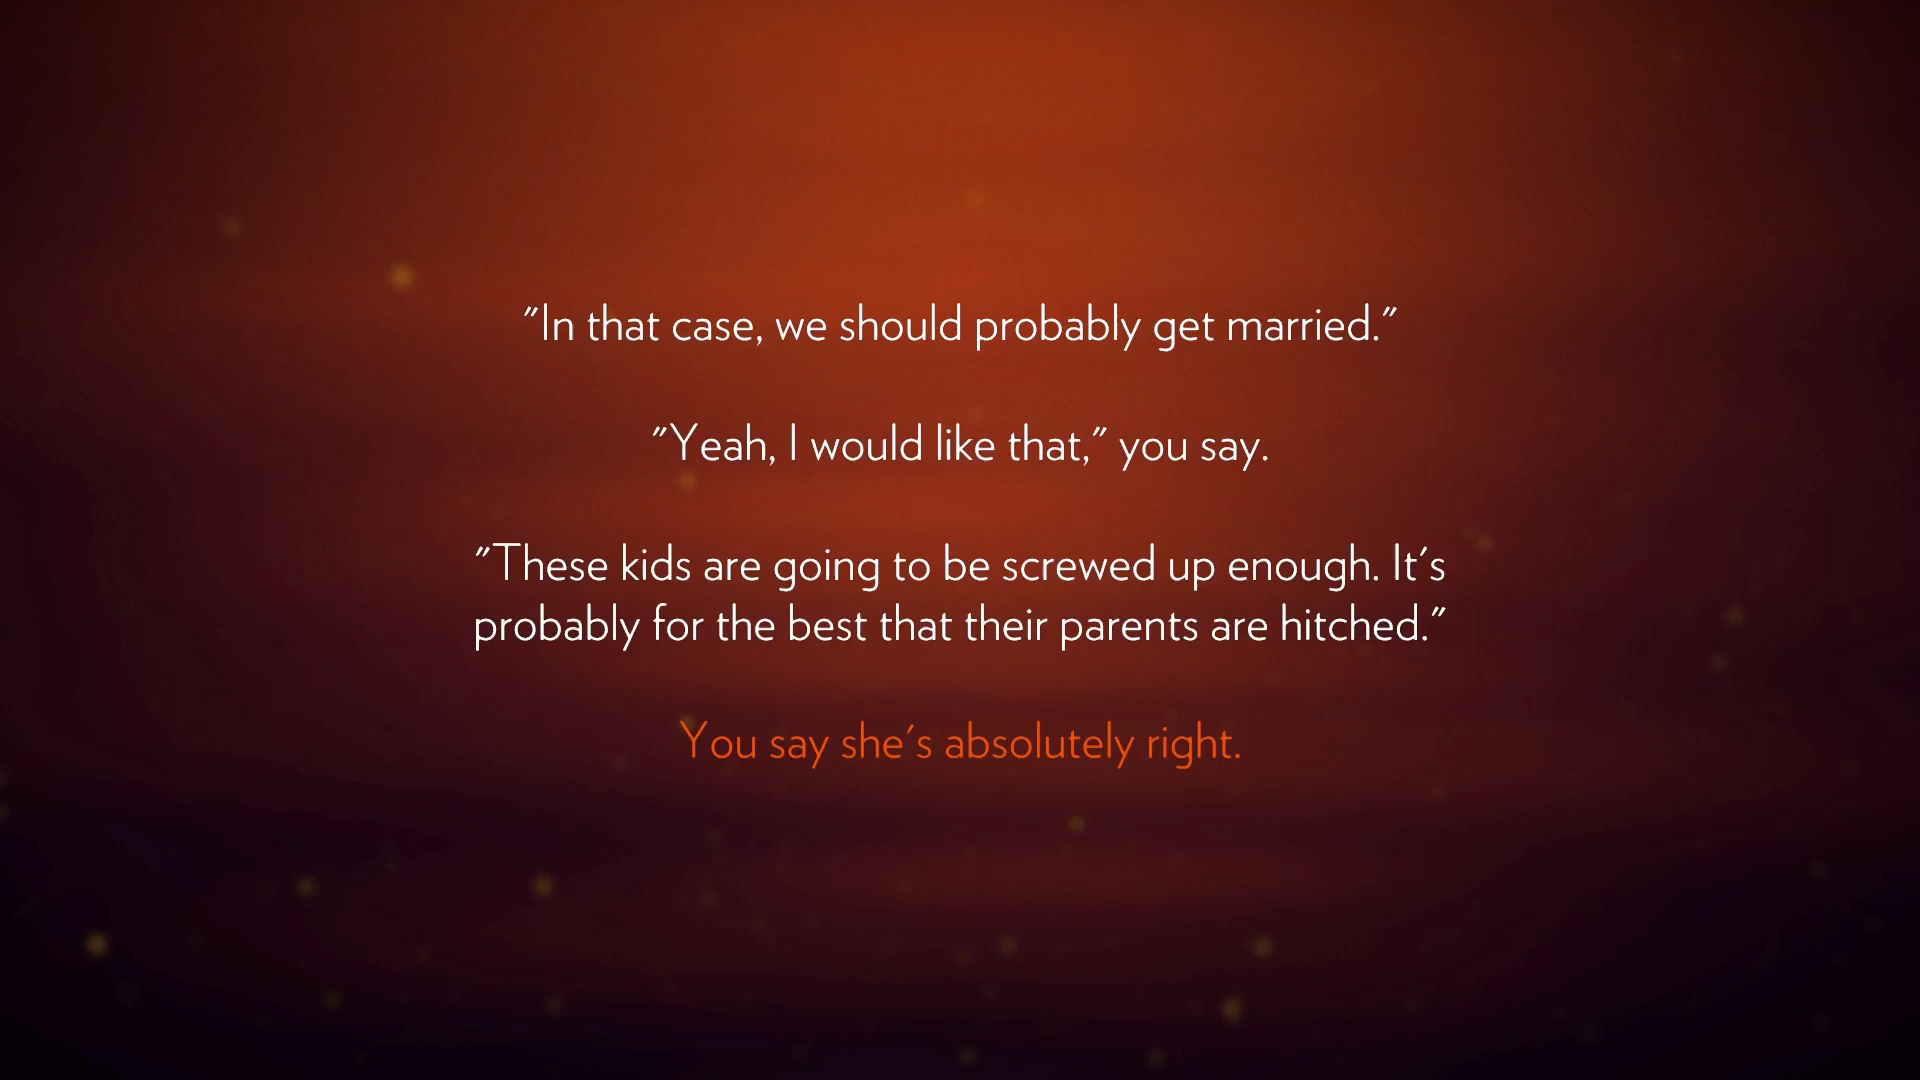 "In that case, we should probably get married."
"Yeah, I would like that," you say.
"These kids are going to be screwed up enough. It's
probably for the best that their parents are hitched."
You say she's absolutely right.